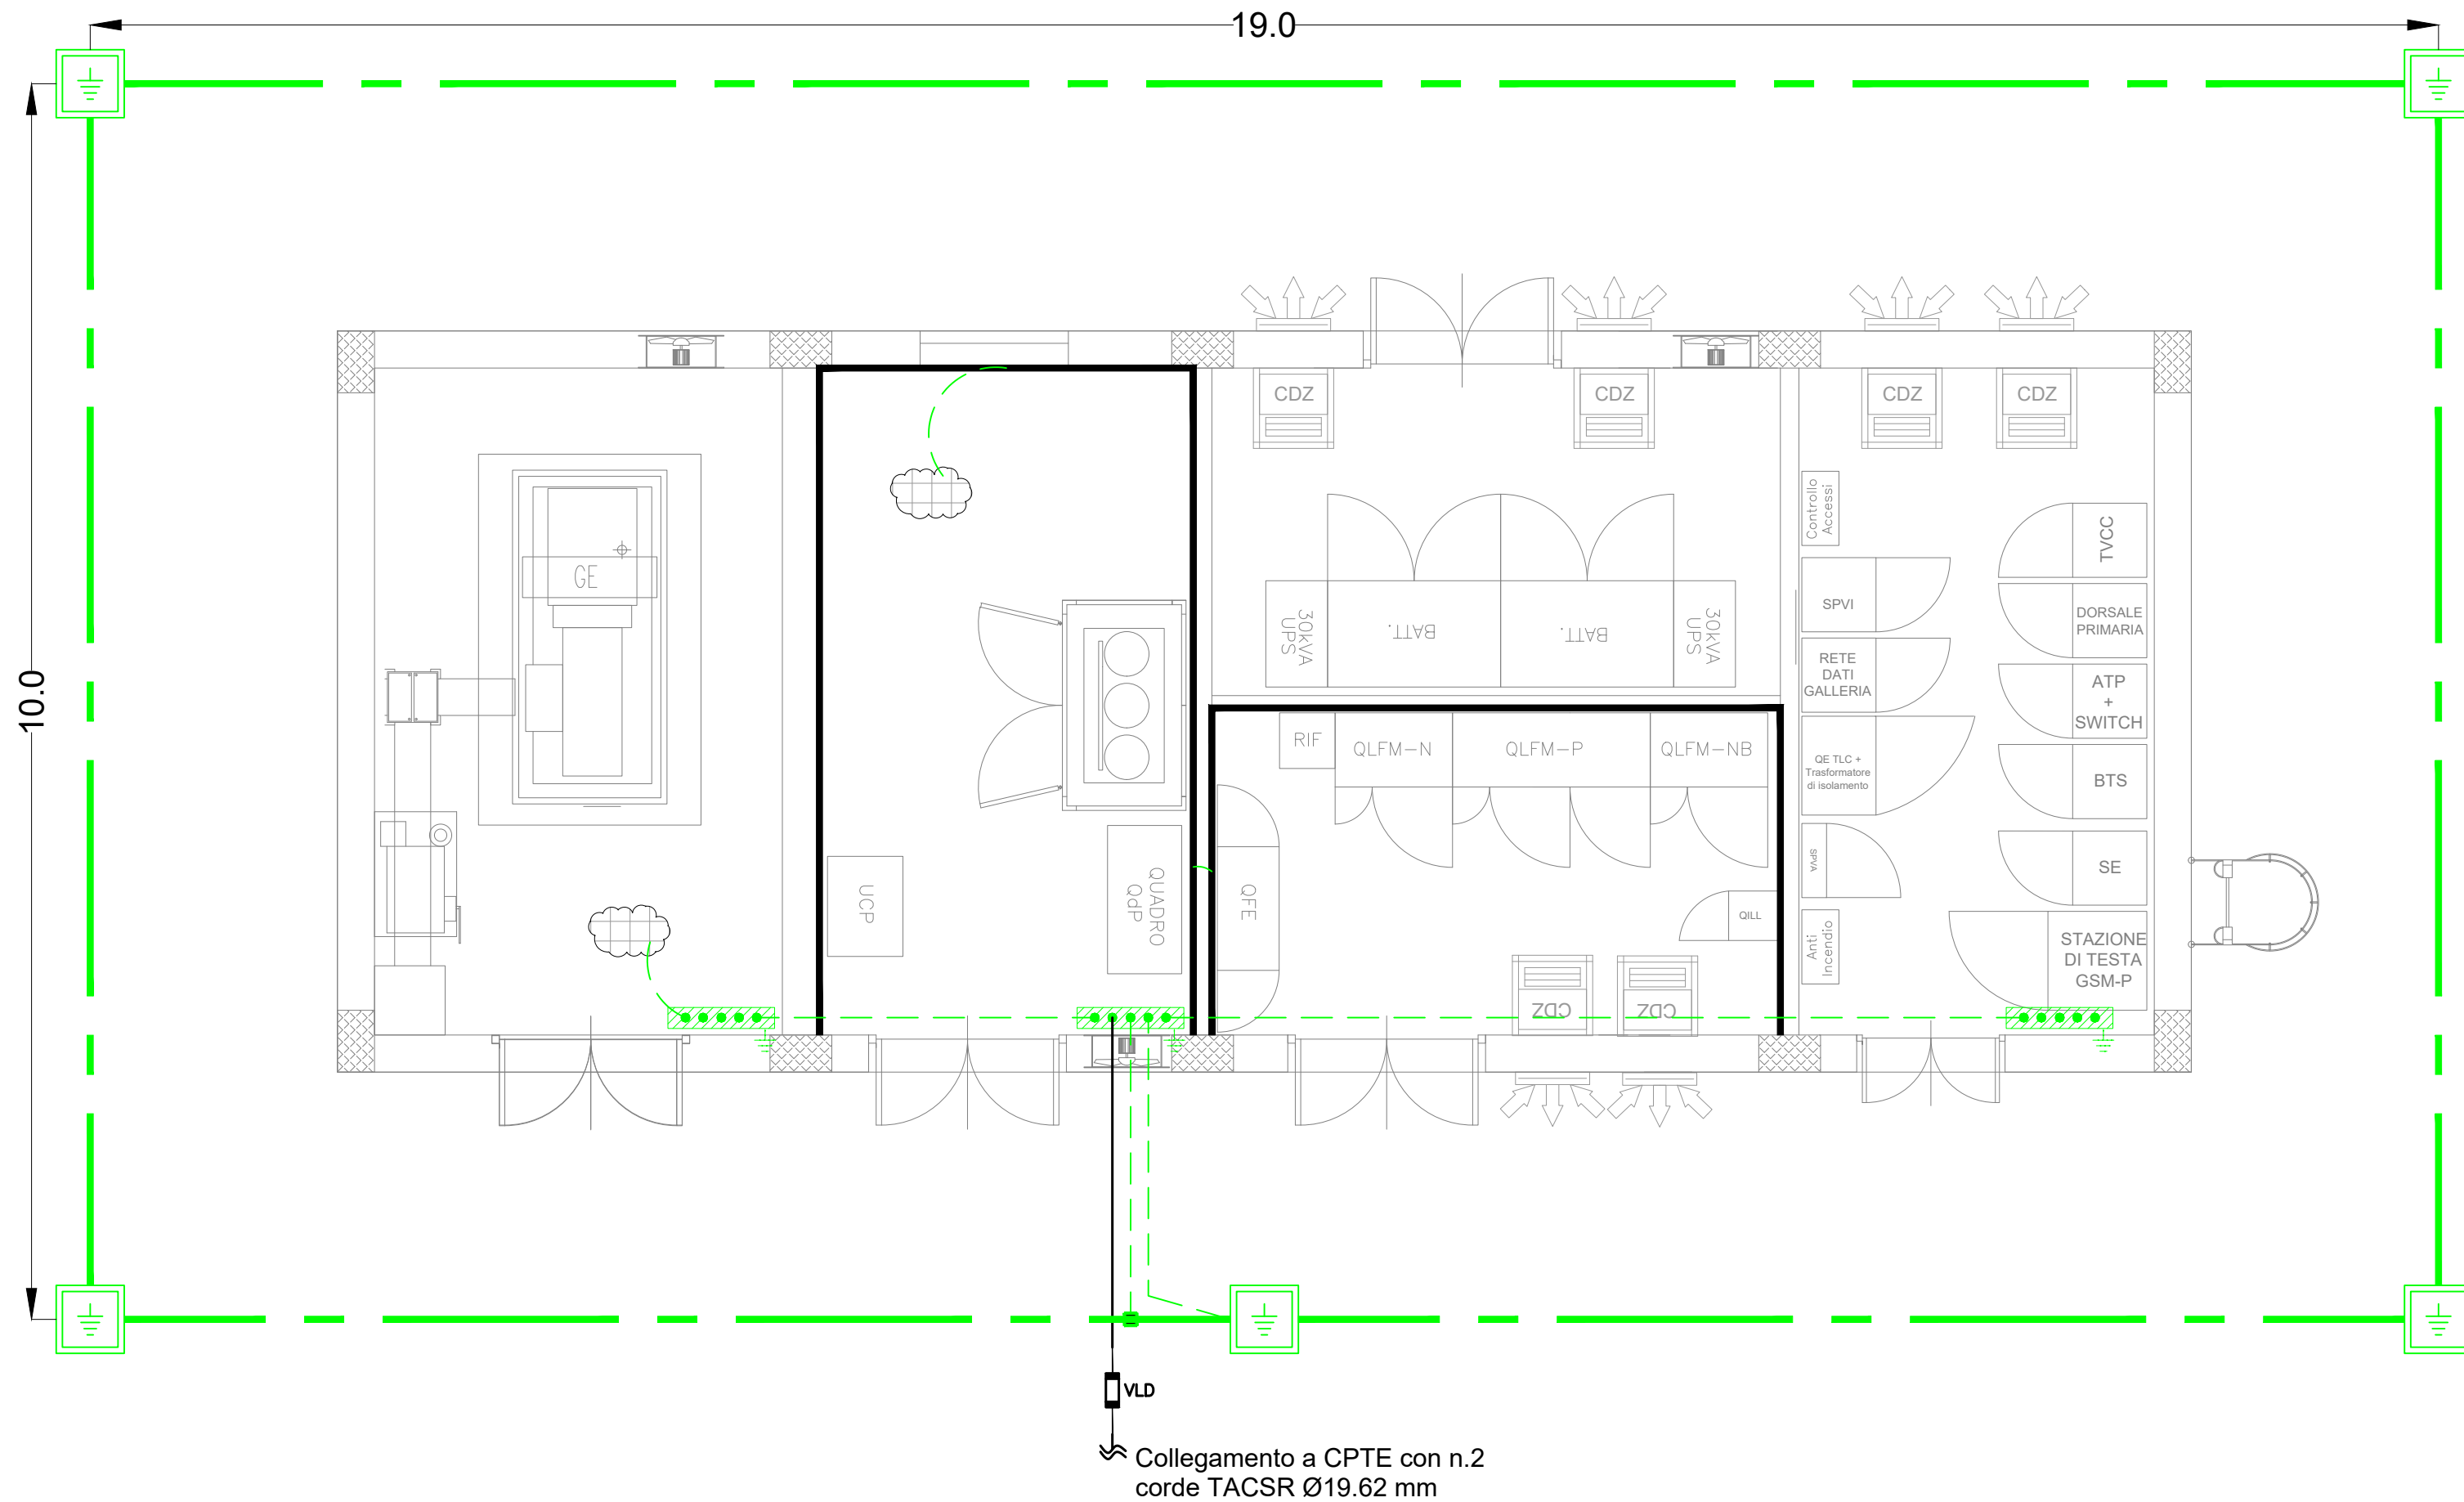 19.0
10.0
CDZ
CDZ
CDZ
CDZ
GE
Controllo
Accessi
TVCC
SPVI
DORSALE
PRIMARIA
30kVA
UPS
BATT.
BATT.
30kVA
UPS
RETE
DATI
GALLERIA
ATP
+
SWITCH
RIF
QLFM-N
QLFM-P
QLFM-NB
QE TLC +
Trasformatore
di isolamento
BTS
SPVA
SE
UCP
QUADRO
QdP
QFE
QILL
Anti
Incendio
STAZIONE
DI TESTA
GSM-P
CDZ
CDZ
VLD
Collegamento a CPTE con n.2
corde TACSR Ø19.62 mm